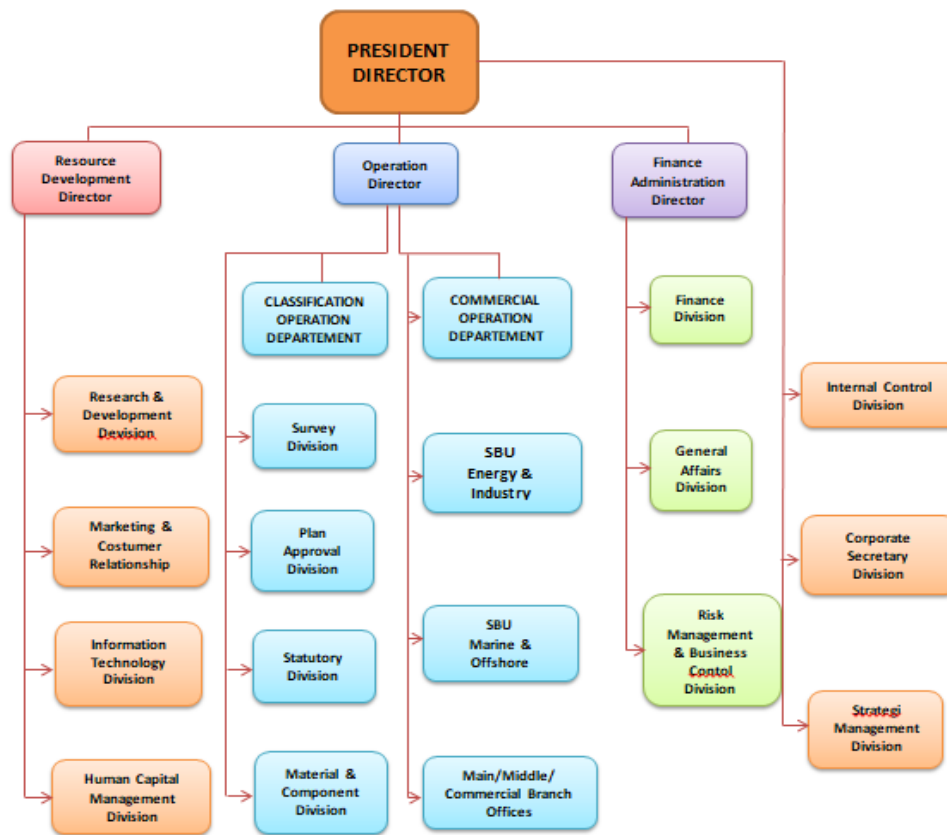 PRESIDENT
DIRECTOR
Resource
Development
Director
Operation
Director
Finance
Administration
Director
CLASSIFICATION
OPERATION
DEPARTEMENT
COMMERCIAL
OPERATION
DEPARTEMENT
Finance
Division
Research &
Development
Devision
Survey
Division
SBU
Energy &
Industry
General
Affairs
Division
Internal Control
Division
Marketing &
Costumer
Relationship
Plan
Approval
Division
Corporate
Secretary
Division
Information
Technology
Division
Statutory
Division
SBU
Marine &
Offshore
Risk
Management
& Business
Contol
Division
Strategi
Management
Division
Human Capital
Management
Division
Material &
Component
Division
Main/Middle/
Commercial Branch
Offices